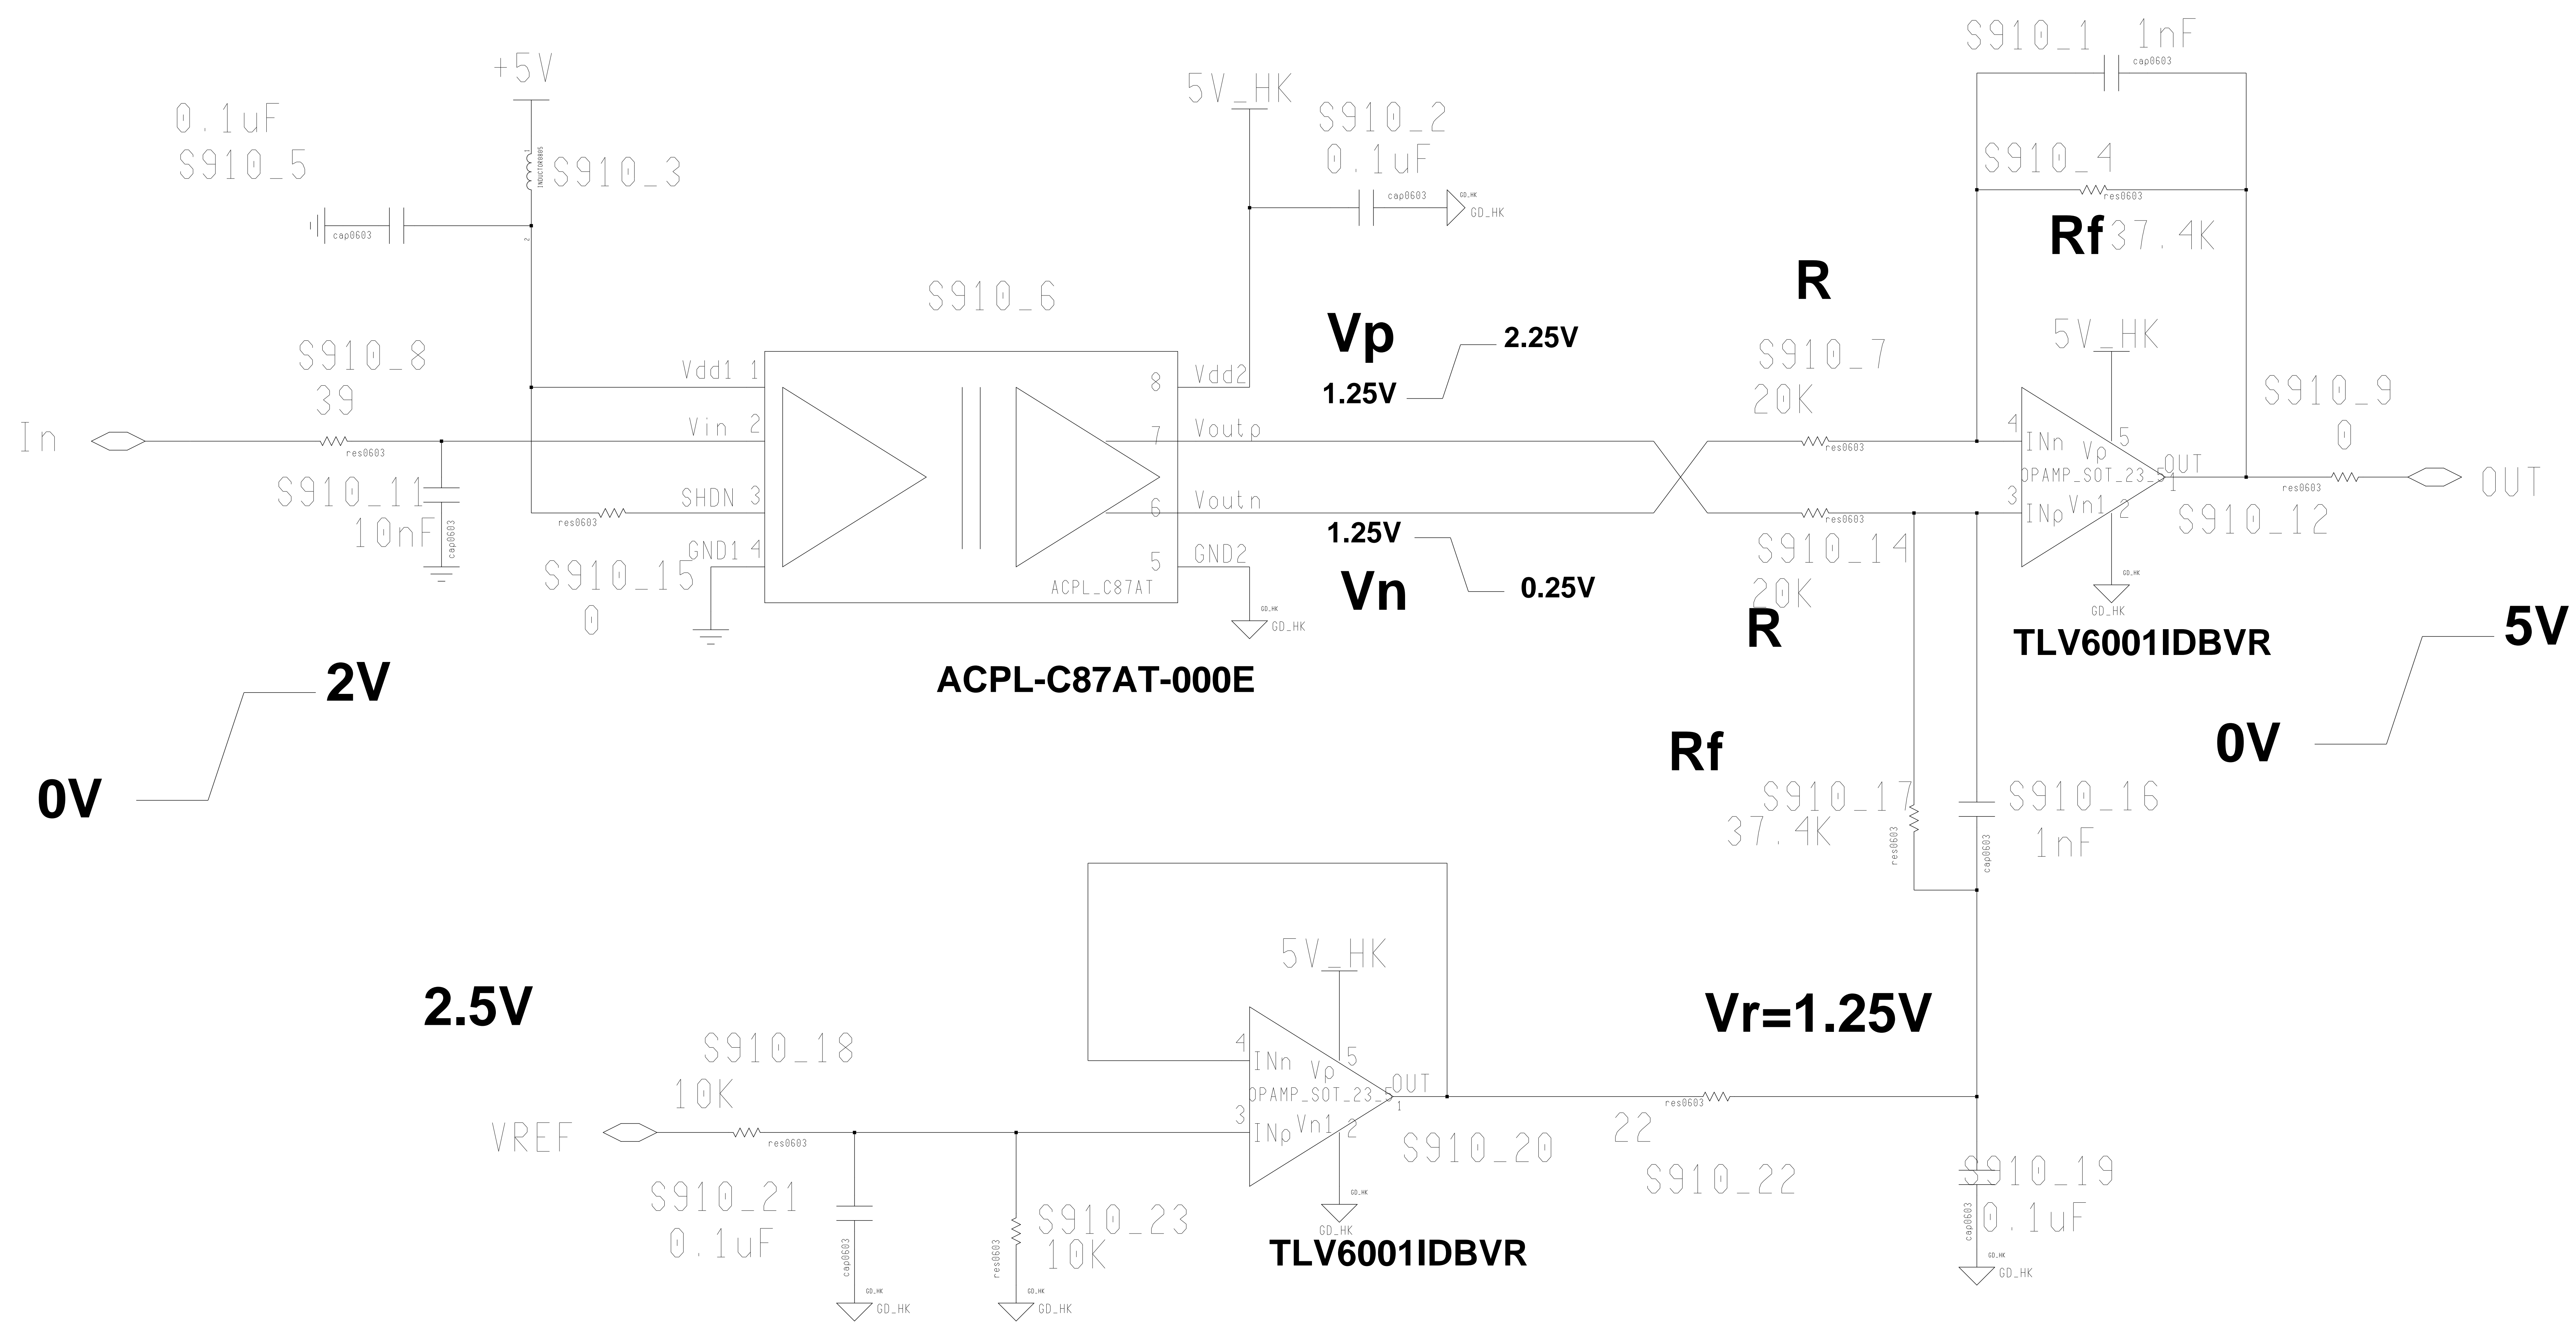 S910_1 1nF
cap0603
+5V
5V_HK
0.1uF
S910_5
S910_3
INDUCTOR0805
1
2
cap0603
S910_2
0.1uF
cap0603
GD_HK
GD_HK
S910_4
res0603
Rf 37.4K
S910_6
R
Vp
2.25V
1.25V
S910_7
20K
res0603
5V_HK
S910_8
39
res0603
In
S910_11
10nF
cap0603
Vdd1 1
Vin 2
SHDN 3
GND1 4
8 Vdd2
7 Voutp
6 Voutn
5 GND2
ACPL_C87AT
res0603
S910_15
0
GD_HK
GD_HK
1.25V
Vn
0.25V
res0603
S910_14
20K
R
4 INn
3 INp
Vp 5
OPAMP_SOT_23_5
OUT
1
Vn1 2
S910_12
GD_HK
GD_HK
S910_9
0
res0603
OUT
TLV6001IDBVR
ACPL-C87AT-000E
2V
0V
5V
0V
Rf
S910_17
37.4K
res0603
S910_16
1nF
cap0603
2.5V
5V_HK
Vr=1.25V
S910_18
10K
res0603
VREF
4 INn
3 INp
Vp 5
OPAMP_SOT_23_5
OUT
1
Vn1 2
S910_20
res0603
22
S910_22
GD_HK
GD_HK
TLV6001IDBVR
S910_21
0.1uF
cap0603
S910_23
10K
res0603
S910_19
0.1uF
cap0603
GD_HK
GD_HK
GD_HK
GD_HK
GD_HK
GD_HK